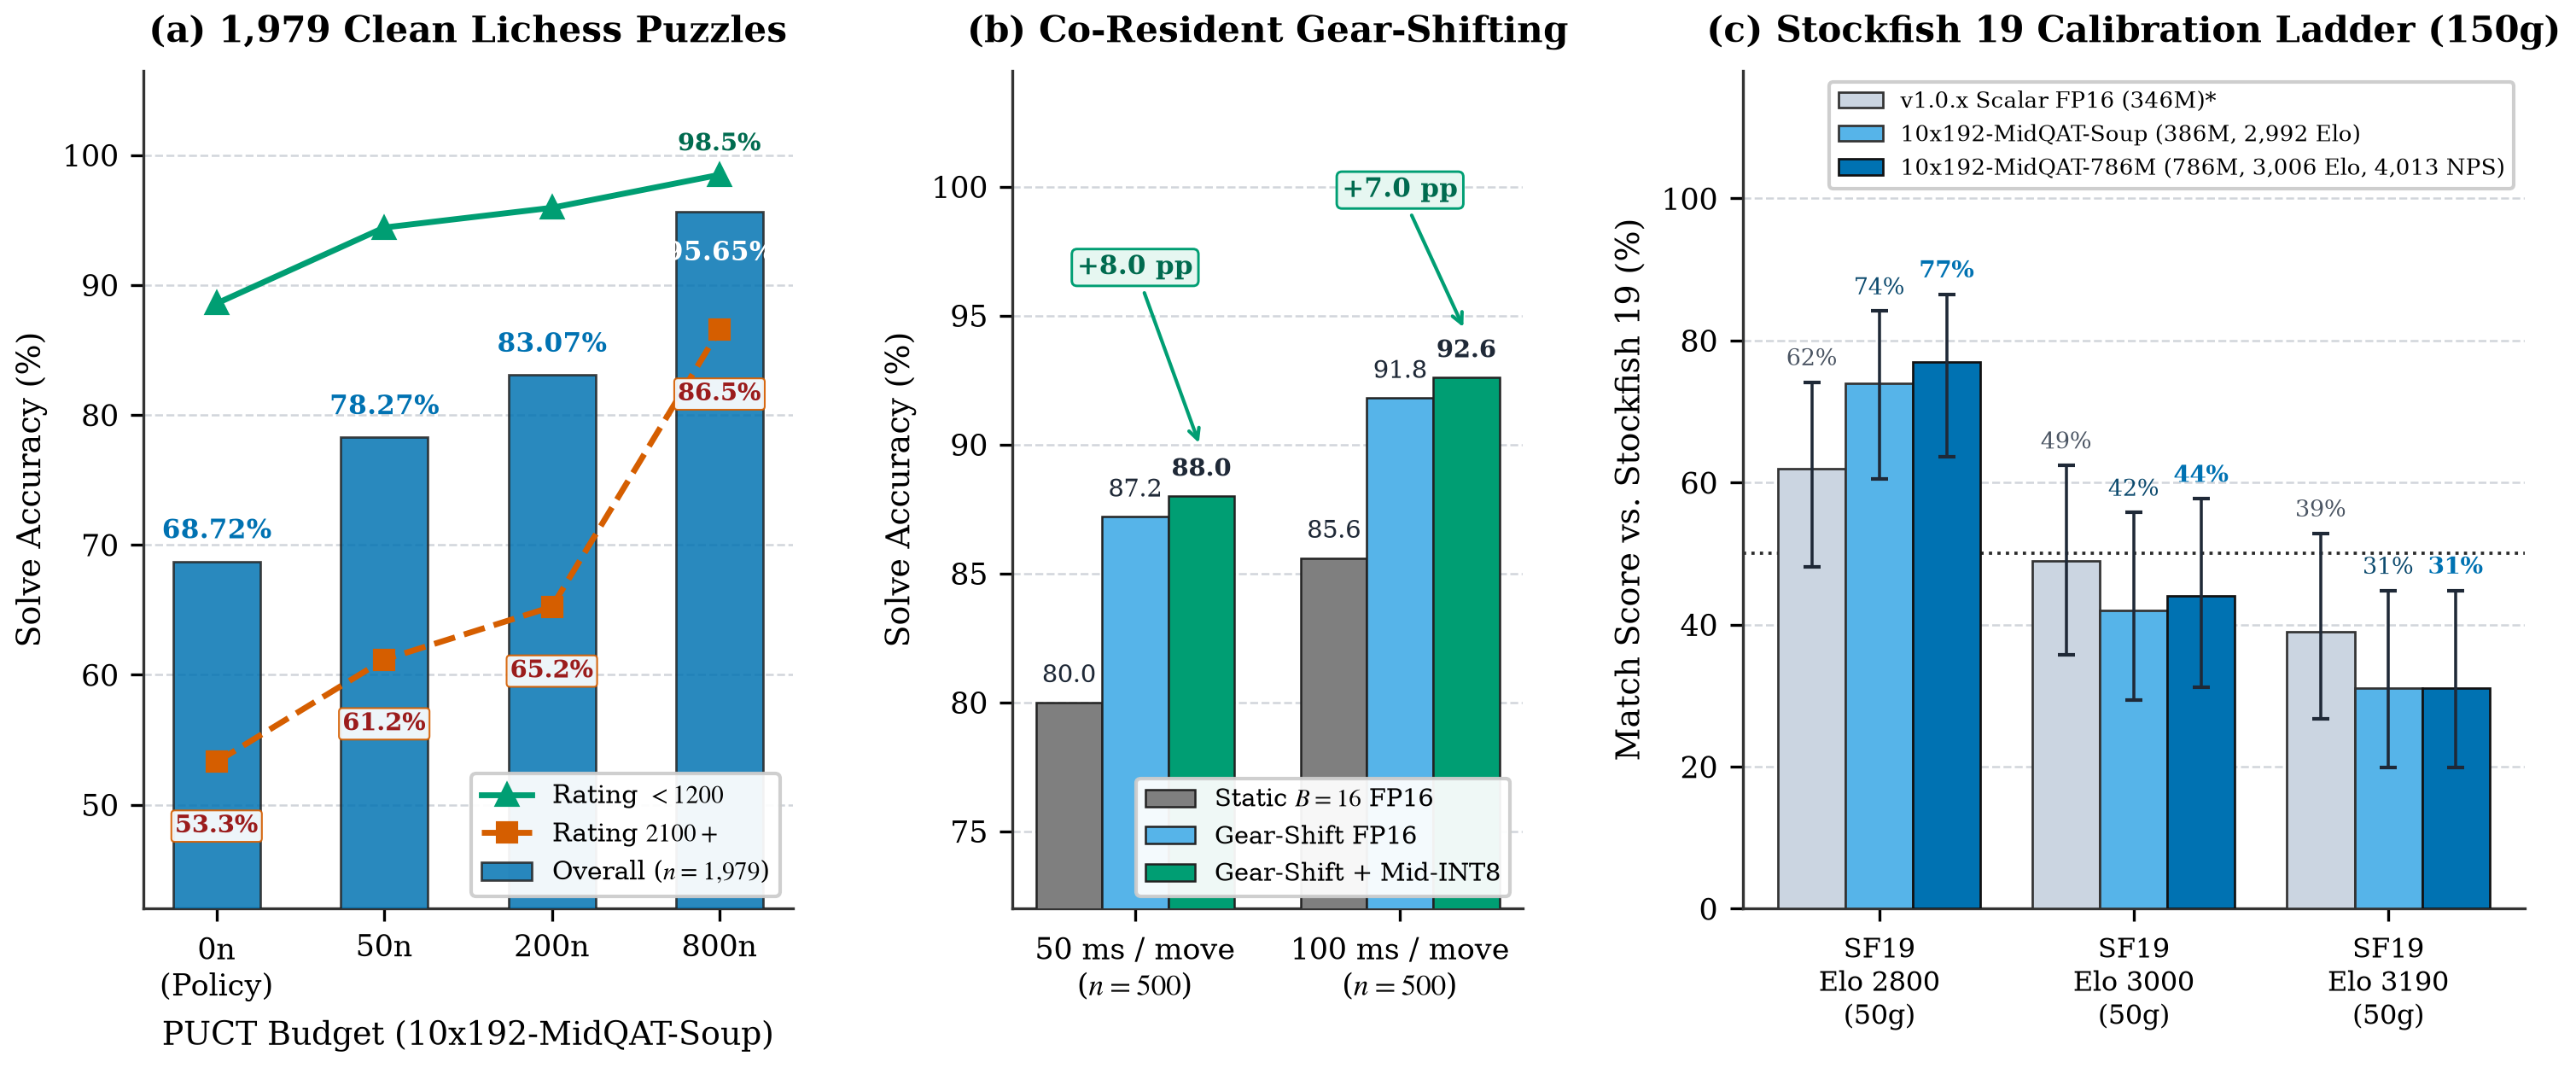 (a) 1,979 Clean Lichess Puzzles
Solve Accuracy (%)
100
90
80
70
60
50
98.5%
95.65%
83.07%
86.5%
78.27%
68.72%
65.2%
61.2%
53.3%
Rating < 1200
Rating 2100 +
Overall (n = 1,979)
0n
(Policy)
50n
200n
800n
PUCT Budget (10x192-MidQAT-Soup)
(b) Co-Resident Gear-Shifting
Solve Accuracy (%)
100
95
90
85
80
75
+7.0 pp
+8.0 pp
80.0
87.2
88.0
85.6
91.8
92.6
Static B = 16 FP16
Gear-Shift FP16
Gear-Shift + Mid-INT8
50 ms / move
(n = 500)
100 ms / move
(n = 500)
(c) Stockfish 19 Calibration Ladder (150g)
Match Score vs. Stockfish 19 (%)
100
80
60
40
20
0
v1.0.x Scalar FP16 (346M)*
10x192-MidQAT-Soup (386M, 2,992 Elo)
10x192-MidQAT-786M (786M, 3,006 Elo, 4,013 NPS)
62%
74%
77%
49%
42%
44%
39%
31%
31%
SF19
Elo 2800
(50g)
SF19
Elo 3000
(50g)
SF19
Elo 3190
(50g)